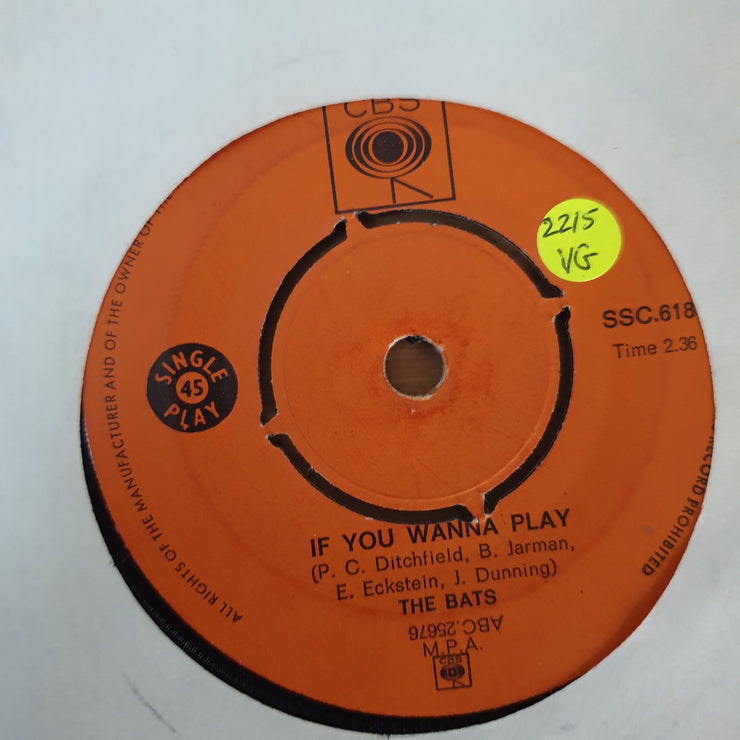 CBS
2215
VG
SSC.618
Time 2.36
SINGLE
45
PLAY
ALL RIGHTS OF THE MANUFACTURER AND OF THE OWNER OF THE
RECORD PROHIBITED
IF YOU WANNA PLAY
(P. C. Ditchfield, B. Jarman,
E. Eckstein, J. Dunning)
THE BATS
ABC.25676
M.P.A.
CBS